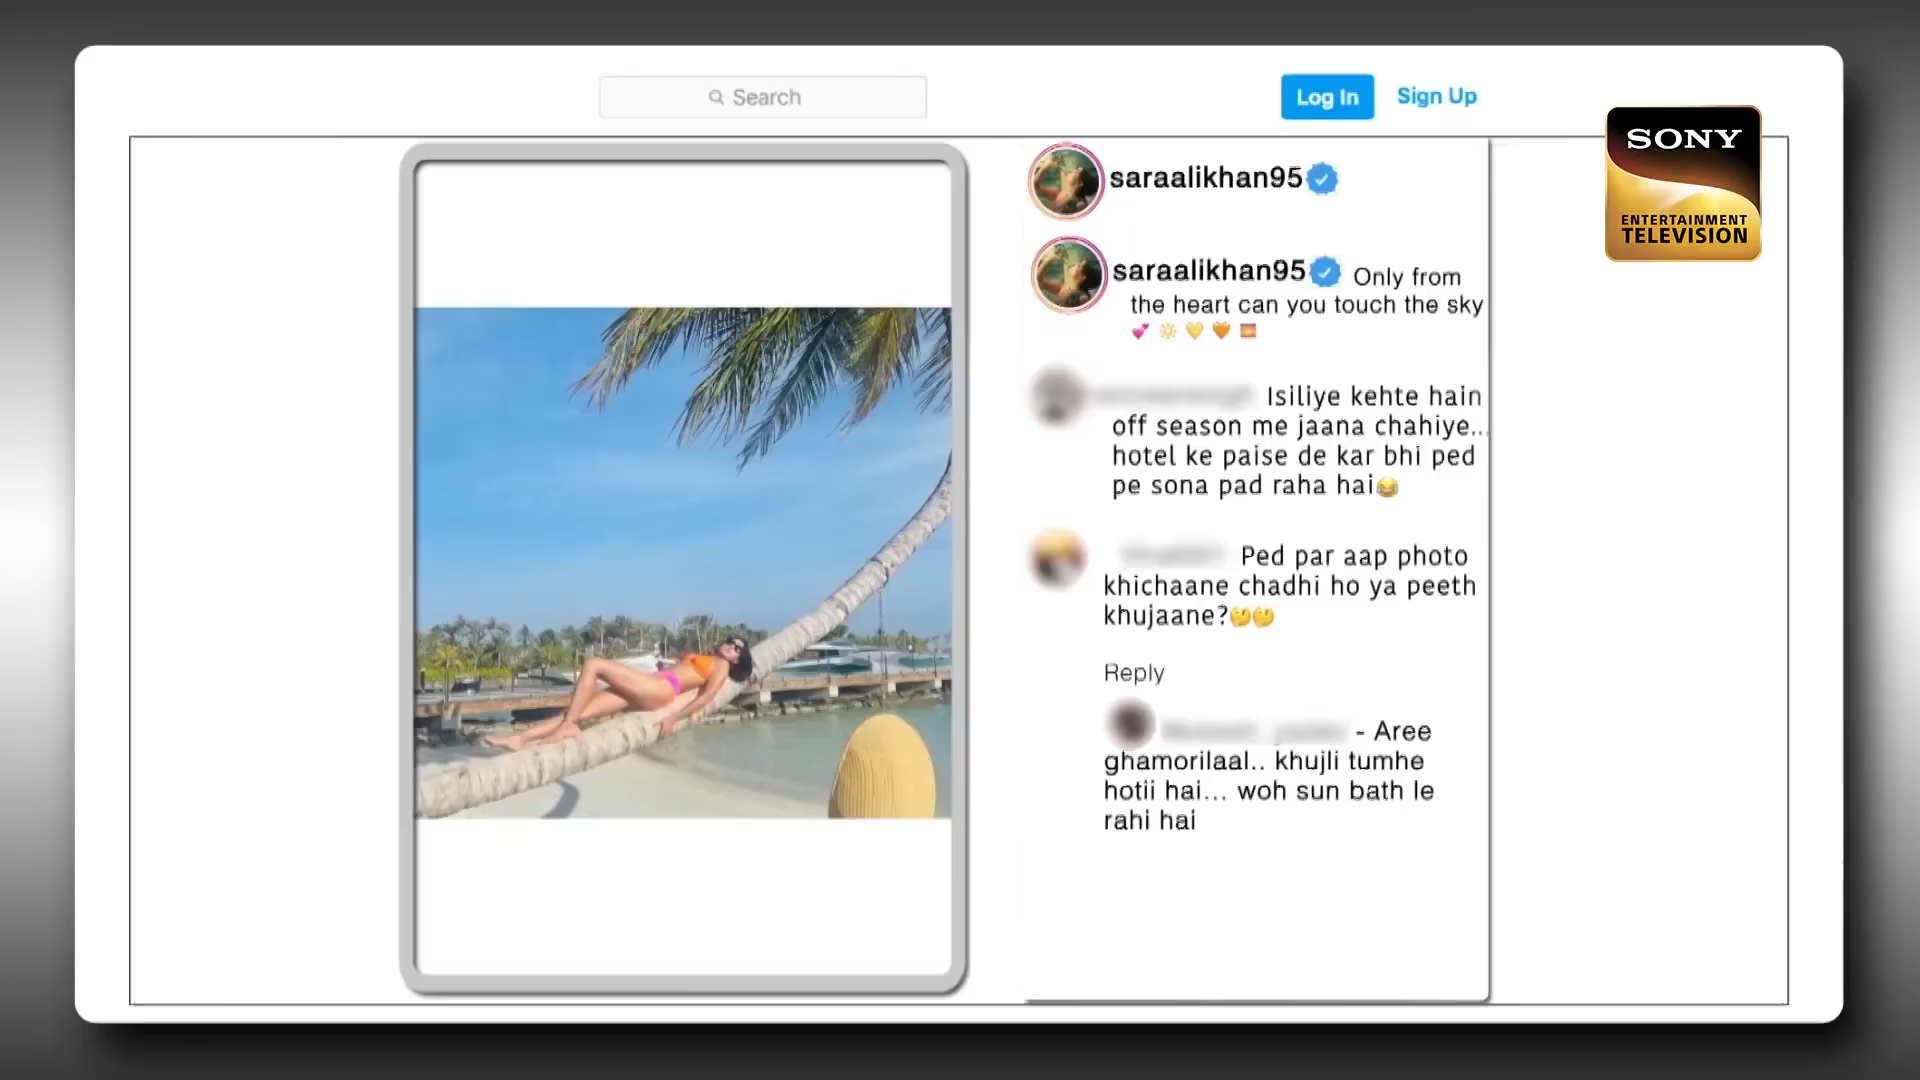 Search
Log In
Sign Up
SONY
ENTERTAINMENT
TELEVISION
saraalikhan95
saraalikhan95 Only from
the heart can you touch the sky
💕 🔆 💛 🧡 🌅
Isiliye kehte hain
off season me jaana chahiye...
hotel ke paise de kar bhi ped
pe sona pad raha hai😂
Ped par aap photo
khichaane chadhi ho ya peeth
khujaane?🤔🤔
Reply
- Aree
ghamorilaal.. khujli tumhe
hotii hai... woh sun bath le
rahi hai